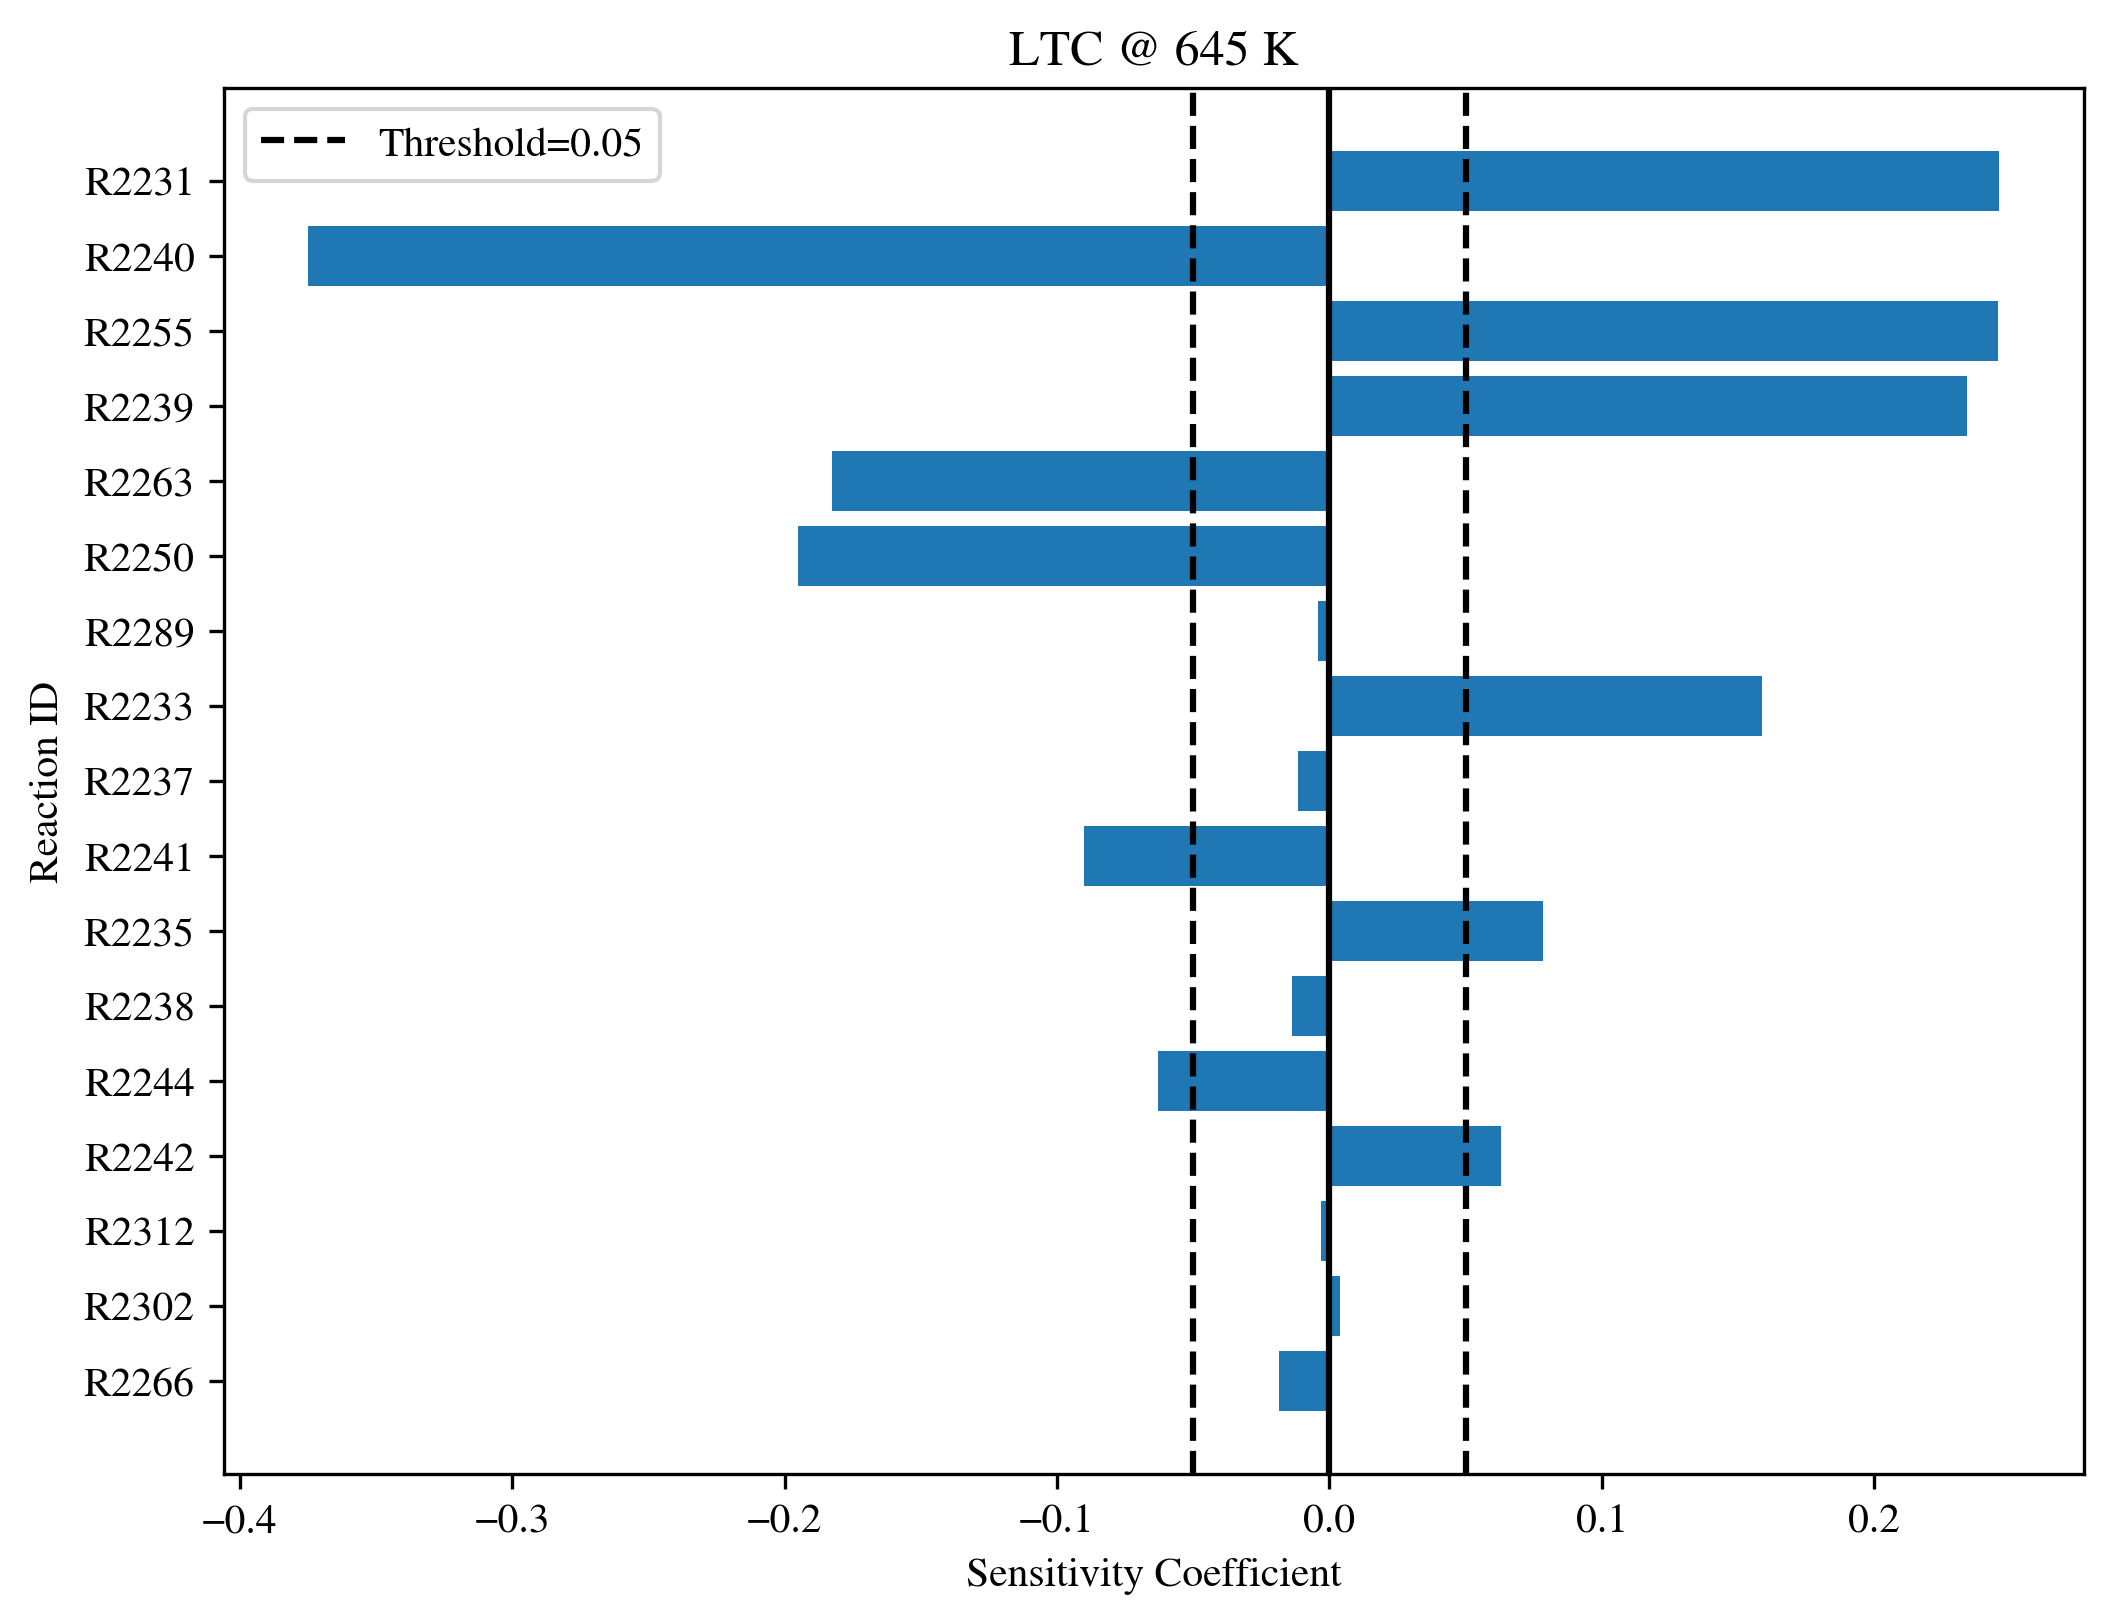 LTC @ 645 K
Threshold=0.05
R2231
R2240
R2255
R2239
R2263
R2250
R2289
R2233
R2237
R2241
R2235
R2238
R2244
R2242
R2312
R2302
R2266
Reaction ID
−0.4
−0.3
−0.2
−0.1
0.0
0.1
0.2
Sensitivity Coefficient